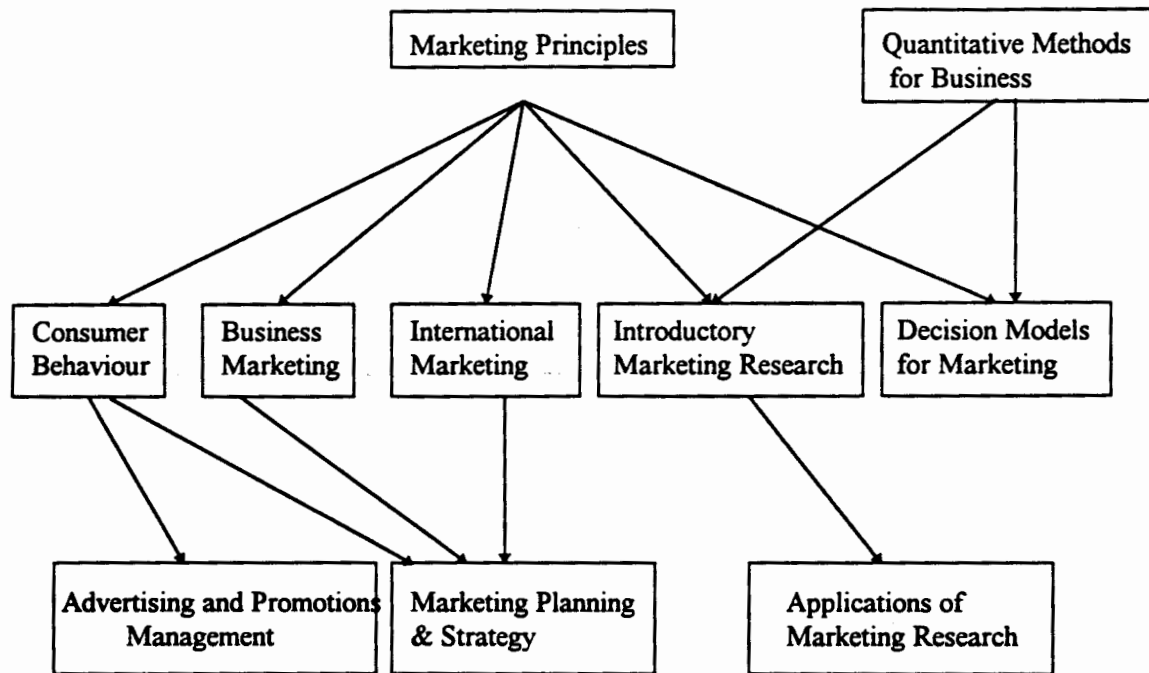 Marketing Principles
Quantitative Methods
for Business
Consumer
Behaviour
Business
Marketing
International
Marketing
Introductory
Marketing Research
Decision Models
for Marketing
Advertising and Promotions
Management
Marketing Planning
& Strategy
Applications of
Marketing Research